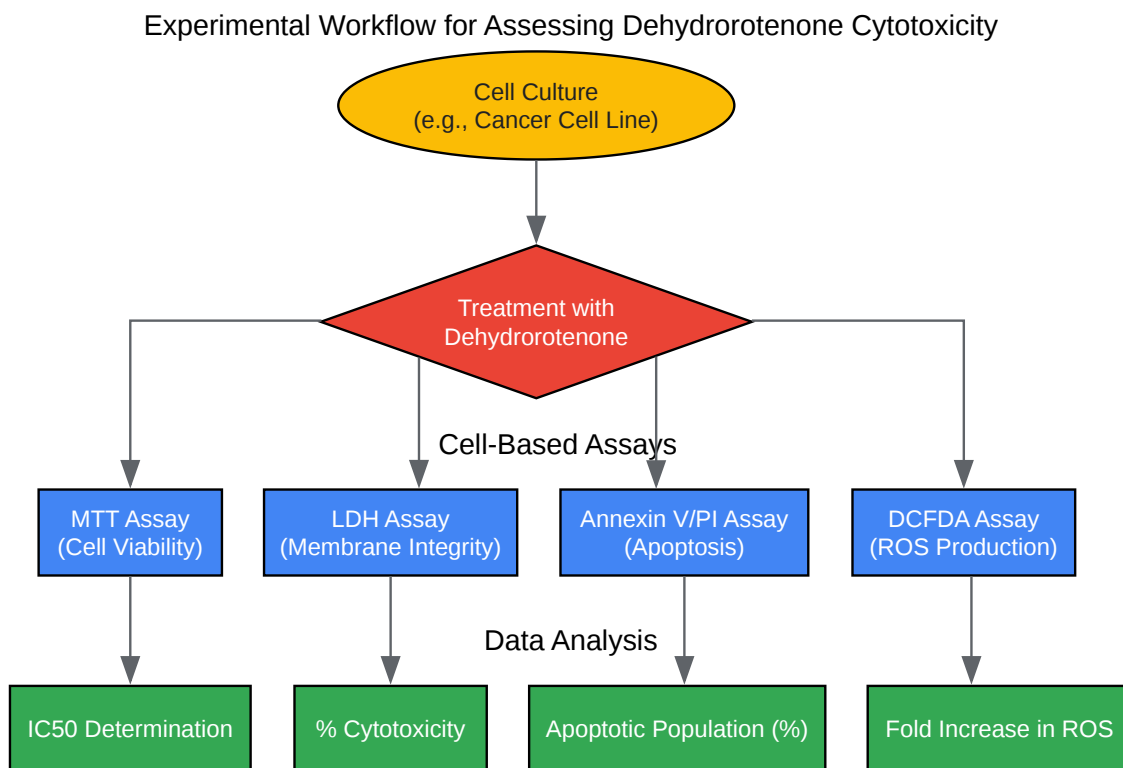 Experimental Workflow for Assessing Dehydrorotenone Cytotoxicity
Cell Culture
(e.g., Cancer Cell Line)
Treatment with
Dehydrorotenone
Cell-Based Assays
MTT Assay
(Cell Viability)
LDH Assay
(Membrane Integrity)
Annexin V/PI Assay
(Apoptosis)
DCFDA Assay
(ROS Production)
Data Analysis
IC50 Determination
% Cytotoxicity
Apoptotic Population (%)
Fold Increase in ROS